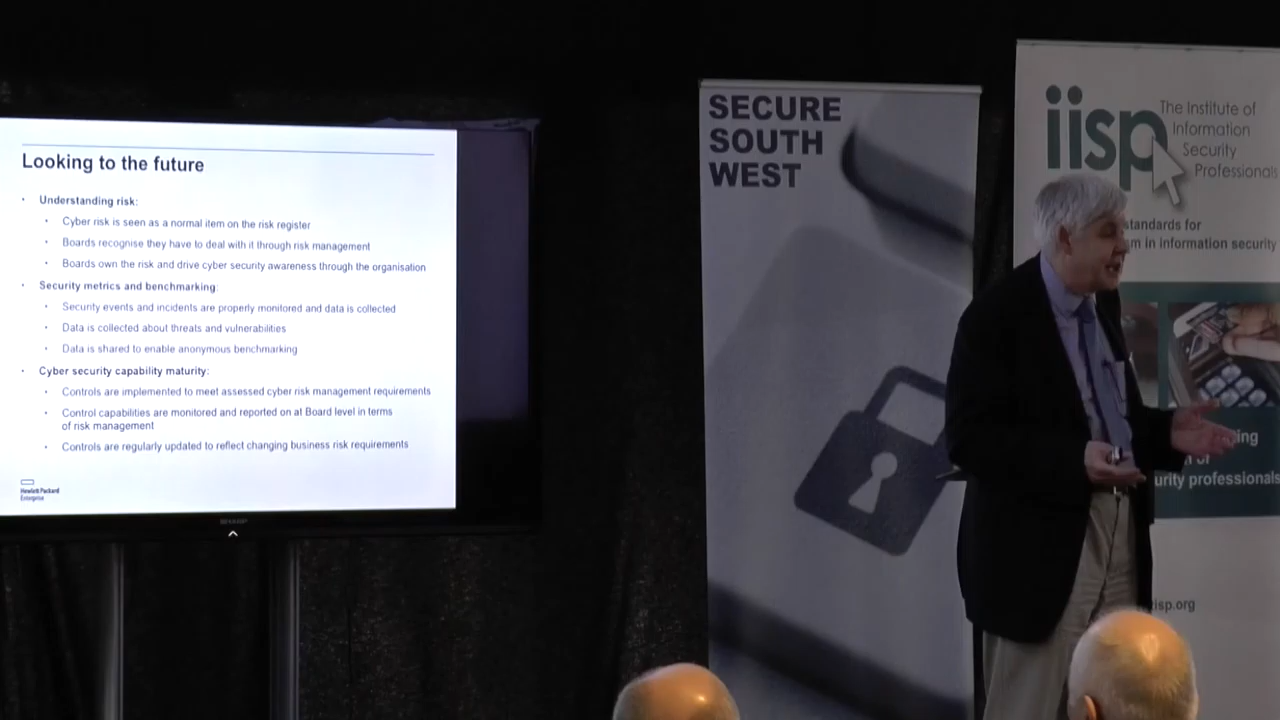 Looking to the future
Understanding risk:
Cyber risk is seen as a normal item on the risk register
Boards recognise they have to deal with it through risk management
Boards own the risk and drive cyber security awareness through the organisation
Security metrics and benchmarking:
Security events and incidents are properly monitored and data is collected
Data is collected about threats and vulnerabilities
Data is shared to enable anonymous benchmarking
Cyber security capability maturity:
Controls are implemented to meet assessed cyber risk management requirements
Control capabilities are monitored and reported on at Board level in terms
of risk management
Controls are regularly updated to reflect changing business risk requirements
Hewlett Packard
Enterprise
SHARP
SECURE
SOUTH
WEST
iisp
The Institute of
Information
Security
Professionals
standards for
m in information security
ing
of
urity professionals
iisp.org